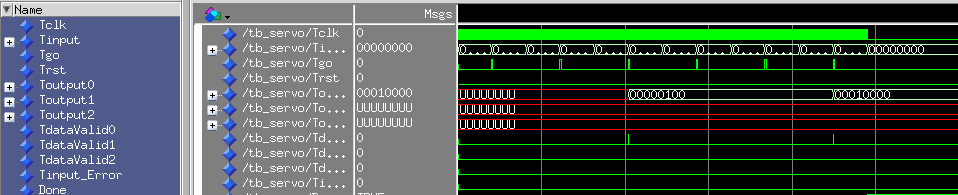 Name
Tclk
Tinput
Tgo
Trst
Toutput0
Toutput1
Toutput2
TdataValid0
TdataValid1
TdataValid2
Tinput_Error
Done
Msgs
/tb_servo/Tclk 0
/tb_servo/Ti... 00000000 0... 0... 0... 0... 0... 0... 0... 0... 0... 0... 0... 0... 00000000
/tb_servo/Tgo 0
/tb_servo/Trst 0
/tb_servo/To... 00010000 UUUUUUUU 00000100 00010000
/tb_servo/To... UUUUUUUU UUUUUUUU
/tb_servo/To... UUUUUUUU UUUUUUUU
/tb_servo/Td... 0
/tb_servo/Td... 0
/tb_servo/Td... 0
/tb_servo/Ti... 0